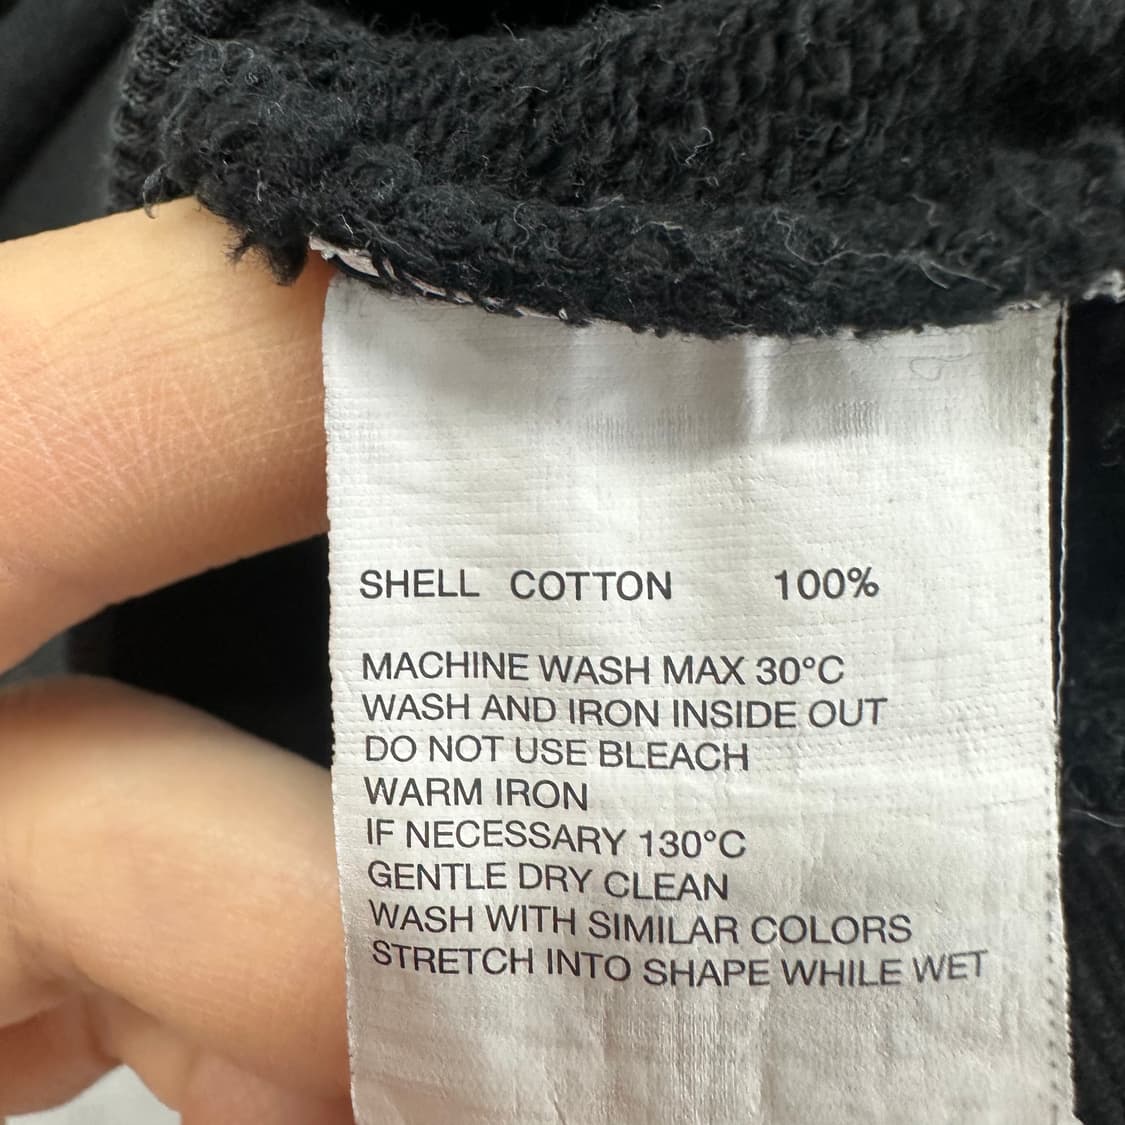 SHELL COTTON 100%
MACHINE WASH MAX 30°C
WASH AND IRON INSIDE OUT
DO NOT USE BLEACH
WARM IRON
IF NECESSARY 130°C
GENTLE DRY CLEAN
WASH WITH SIMILAR COLORS
STRETCH INTO SHAPE WHILE WET